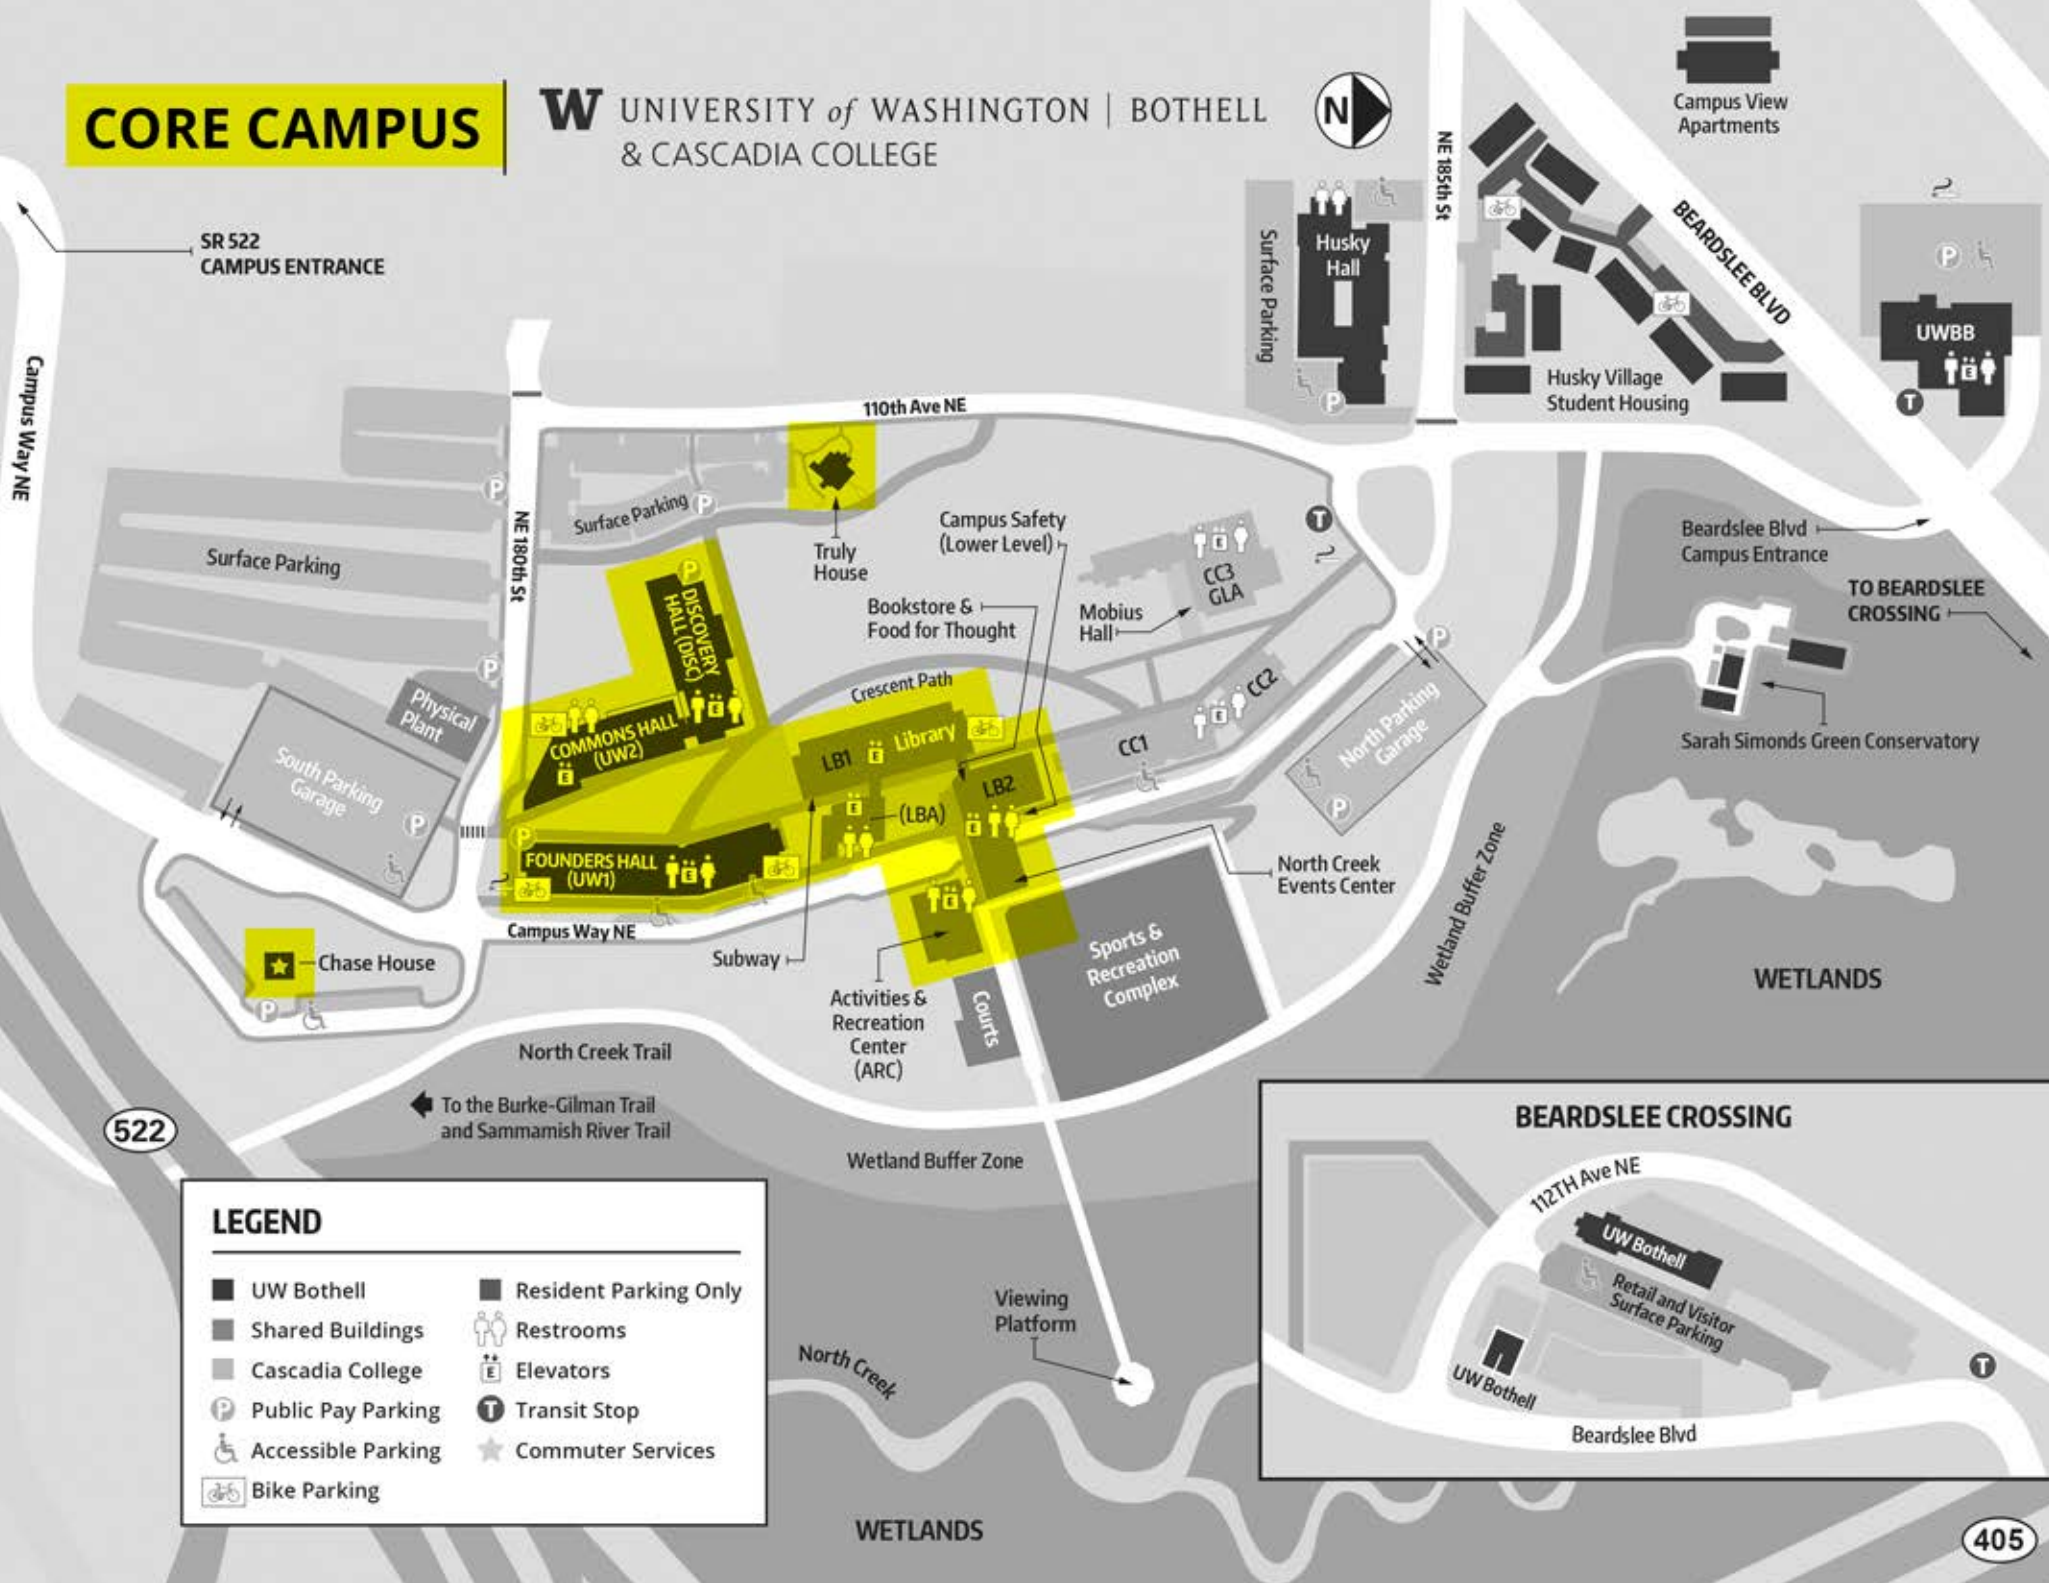 CORE CAMPUS
W UNIVERSITY of WASHINGTON | BOTHELL
& CASCADIA COLLEGE
N
NE 185th St
Campus View
Apartments
SR 522
CAMPUS ENTRANCE
Campus Way NE
Surface Parking
Husky
Hall
P
BEARDSLEE BLVD
P
UWBB
E
T
Husky Village
Student Housing
110th Ave NE
P
NE 180th St
Surface Parking
P
Surface Parking
Truly
House
Campus Safety
(Lower Level)
T
E
CC3
GLA
Mobius
Hall
Bookstore &
Food for Thought
Beardslee Blvd
Campus Entrance
TO BEARDSLEE
CROSSING
P
DISCOVERY
HALL (DISC)
E
P
P
Physical
Plant
South Parking
Garage
P
COMMONS HALL
(UW2)
E
Crescent Path
LB1
E
Library
E
(LBA)
LB2
E
CC1
E
CC2
North Parking
Garage
P
Sarah Simonds Green Conservatory
P
FOUNDERS HALL
(UW1)
E
E
North Creek
Events Center
Wetland Buffer Zone
WETLANDS
Campus Way NE
Subway
Chase House
P
Activities &
Recreation
Center
(ARC)
Courts
Sports &
Recreation
Complex
North Creek Trail
To the Burke-Gilman Trail
and Sammamish River Trail
522
Wetland Buffer Zone
LEGEND
UW Bothell
Shared Buildings
Cascadia College
P Public Pay Parking
Accessible Parking
Bike Parking
Resident Parking Only
Restrooms
E Elevators
T Transit Stop
Commuter Services
Viewing
Platform
North Creek
WETLANDS
BEARDSLEE CROSSING
112TH Ave NE
UW Bothell
Retail and Visitor
Surface Parking
UW Bothell
T
Beardslee Blvd
405